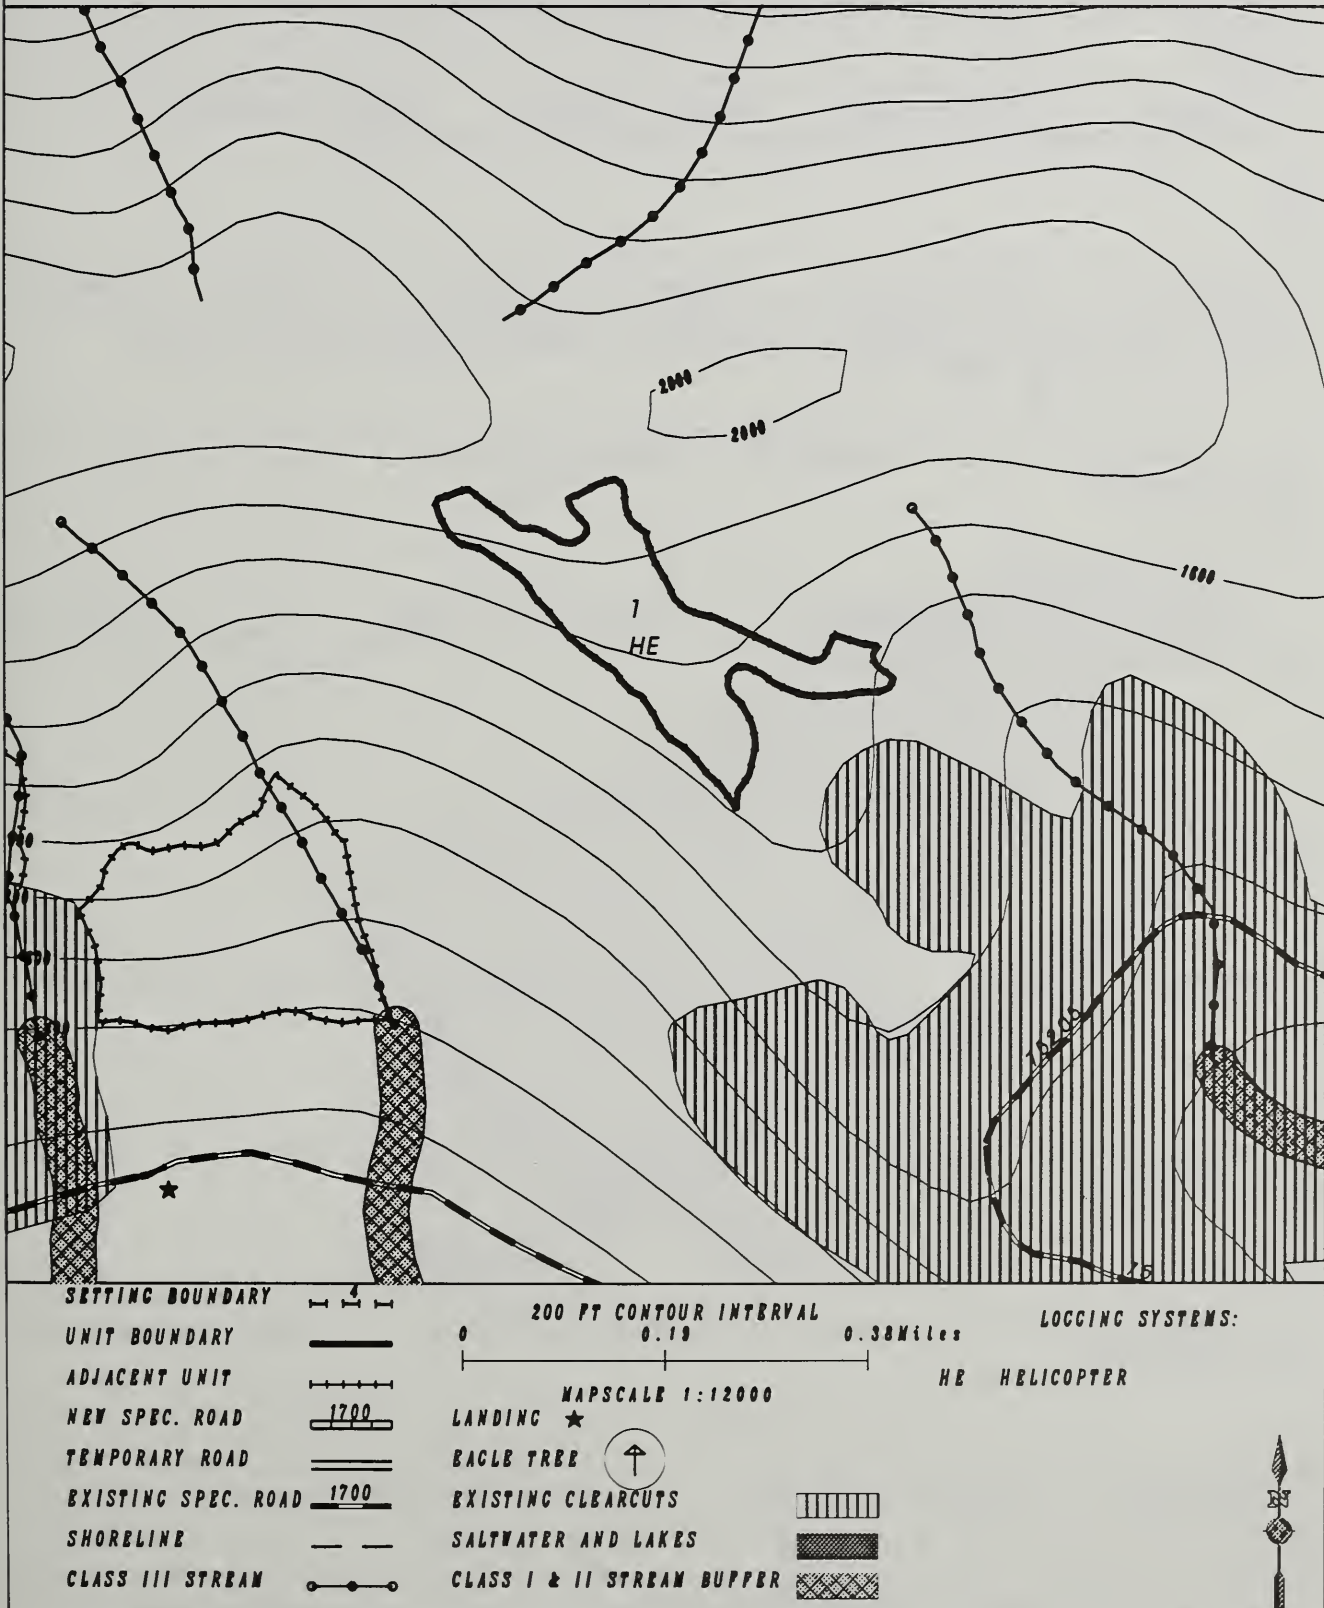 2000
2000
1600
1
HE
15205
15
SETTING BOUNDARY 4
UNIT BOUNDARY
ADJACENT UNIT
NEW SPEC. ROAD 1700
TEMPORARY ROAD
EXISTING SPEC. ROAD 1700
SHORELINE
CLASS III STREAM
200 FT CONTOUR INTERVAL
0 0.19 0.38Miles
MAPSCALE 1:12000
LANDING
EAGLE TREE
EXISTING CLEARCUTS
SALTWATER AND LAKES
CLASS I & II STREAM BUFFER
LOGGING SYSTEMS:
HE HELICOPTER
N